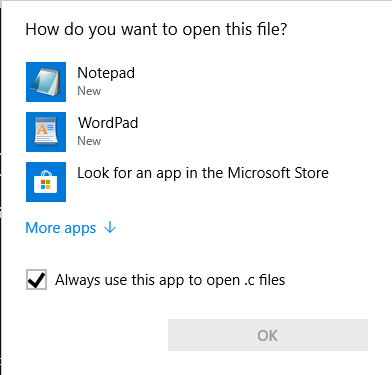 How do you want to open this file?
Notepad
New
WordPad
New
Look for an app in the Microsoft Store
More apps ↓
Always use this app to open .c files
OK